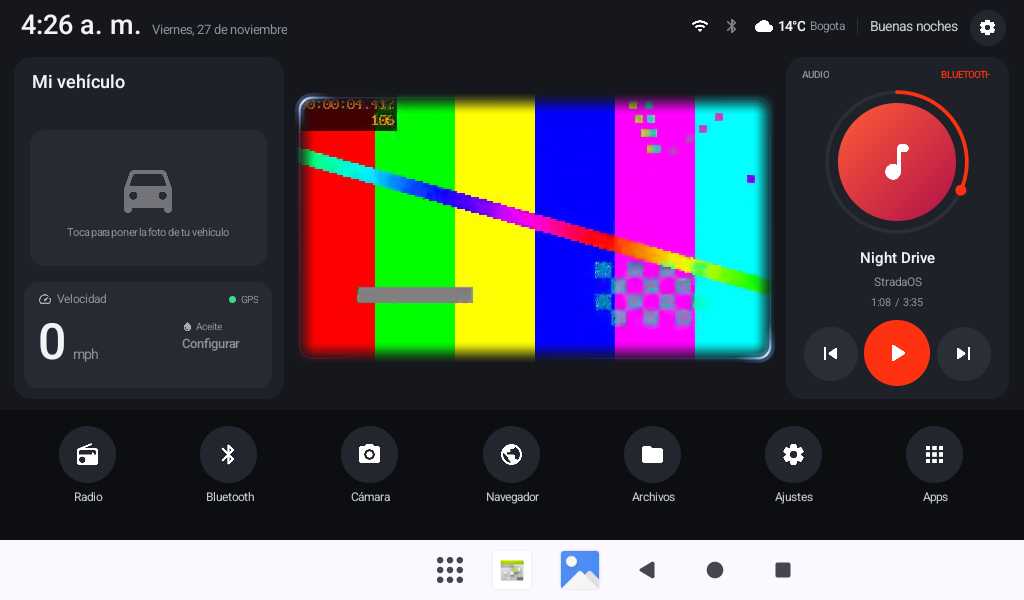 4:26 a. m.
Viernes, 27 de noviembre
14°C Bogota
Buenas noches
Mi vehículo
Toca para poner la foto de tu vehículo
Velocidad
GPS
0 mph
Aceite
Configurar
AUDIO
BLUETOOTH
Night Drive
StradaOS
1:08 / 3:35
Radio
Bluetooth
Cámara
Navegador
Archivos
Ajustes
Apps